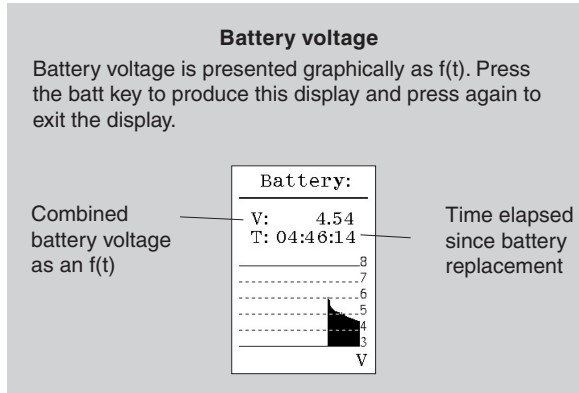 Battery voltage
Battery voltage is presented graphically as f(t). Press
the batt key to produce this display and press again to
exit the display.
Battery:
Combined
battery voltage
as an f(t)
V: 4.54
T: 04:46:14
Time elapsed
since battery
replacement
8
7
6
5
4
3
V